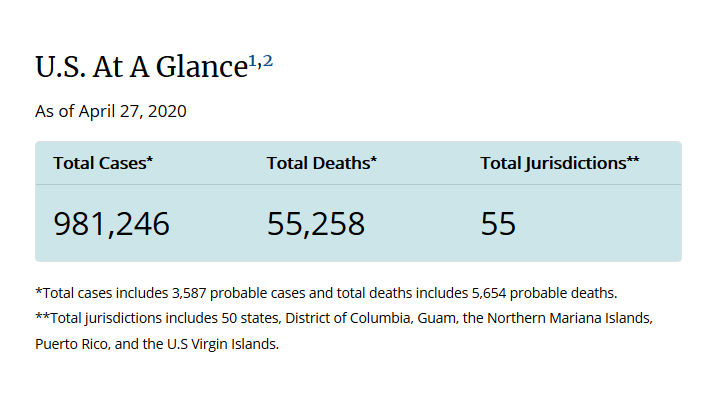 U.S. At A Glance1,2
As of April 27, 2020
Total Cases* Total Deaths* Total Jurisdictions**
981,246 55,258 55
*Total cases includes 3,587 probable cases and total deaths includes 5,654 probable deaths.
**Total jurisdictions includes 50 states, District of Columbia, Guam, the Northern Mariana Islands,
Puerto Rico, and the U.S Virgin Islands.